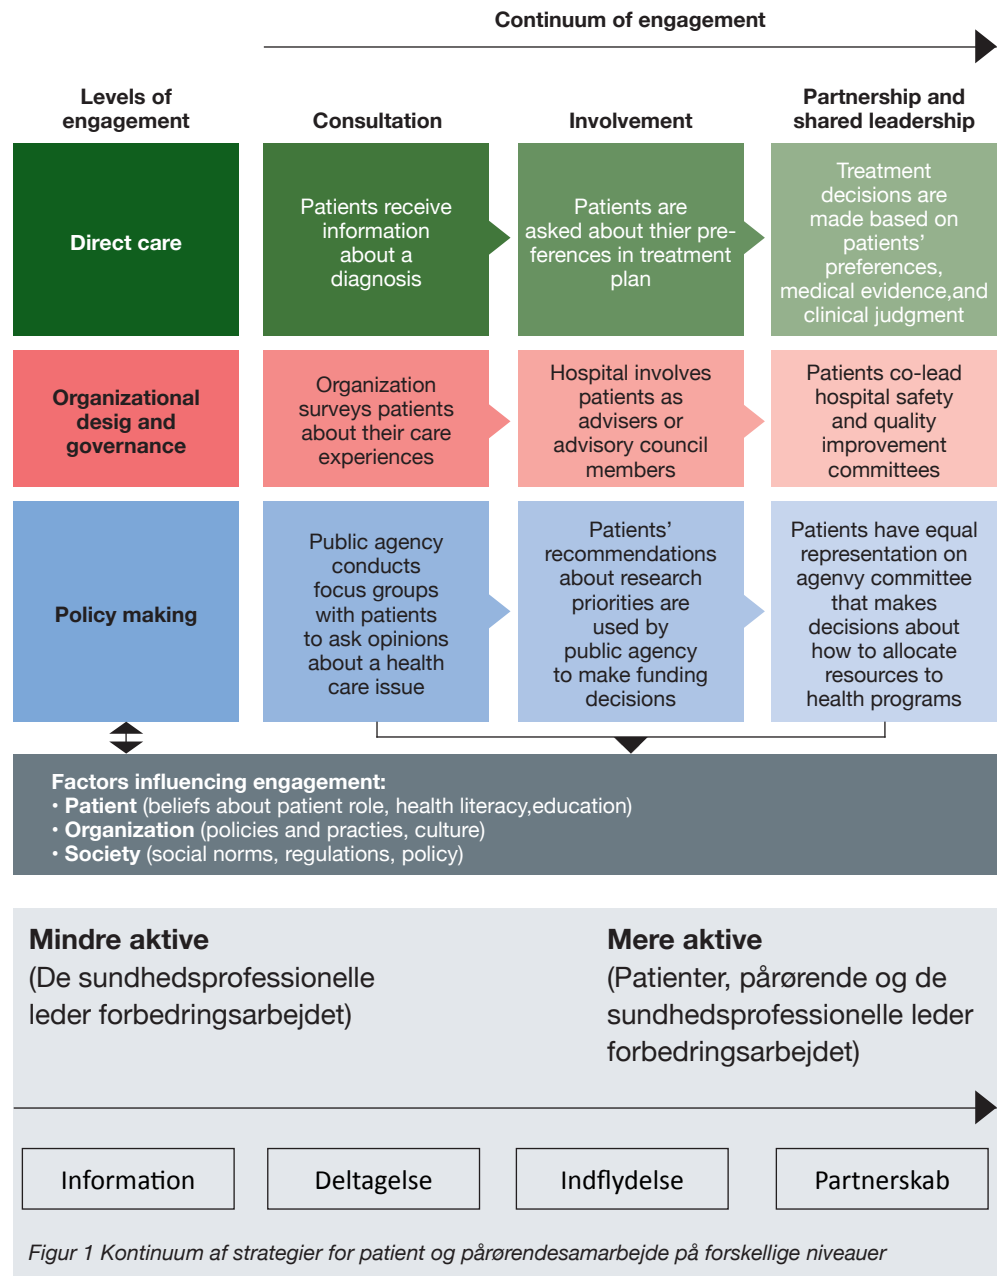 Continuum of engagement
Levels of
engagement
Consultation
Involvement
Partnership and
shared leadership
Direct care
Patients receive
information
about a
diagnosis
Patients are
asked about thier pre-
ferences in treatment
plan
Treatment
decisions are
made based on
patients'
preferences,
medical evidence,and
clinical judgment
Organizational
desig and
governance
Organization
surveys patients
about their care
experiences
Hospital involves
patients as
advisers or
advisory council
members
Patients co-lead
hospital safety
and quality
improvement
committees
Policy making
Public agency
conducts
focus groups
with patients
to ask opinions
about a health
care issue
Patients'
recommendations
about research
priorities are
used by
public agency
to make funding
decisions
Patients have equal
representation on
agenvy committee
that makes
decisions about
how to allocate
resources to
health programs
Factors influencing engagement:
• Patient (beliefs about patient role, health literacy,education)
• Organization (policies and practies, culture)
• Society (social norms, regulations, policy)
Mindre aktive
(De sundhedsprofessionelle
leder forbedringsarbejdet)
Mere aktive
(Patienter, pårørende og de
sundhedsprofessionelle leder
forbedringsarbejdet)
Information
Deltagelse
Indflydelse
Partnerskab
Figur 1 Kontinuum af strategier for patient og pårørendesamarbejde på forskellige niveauer